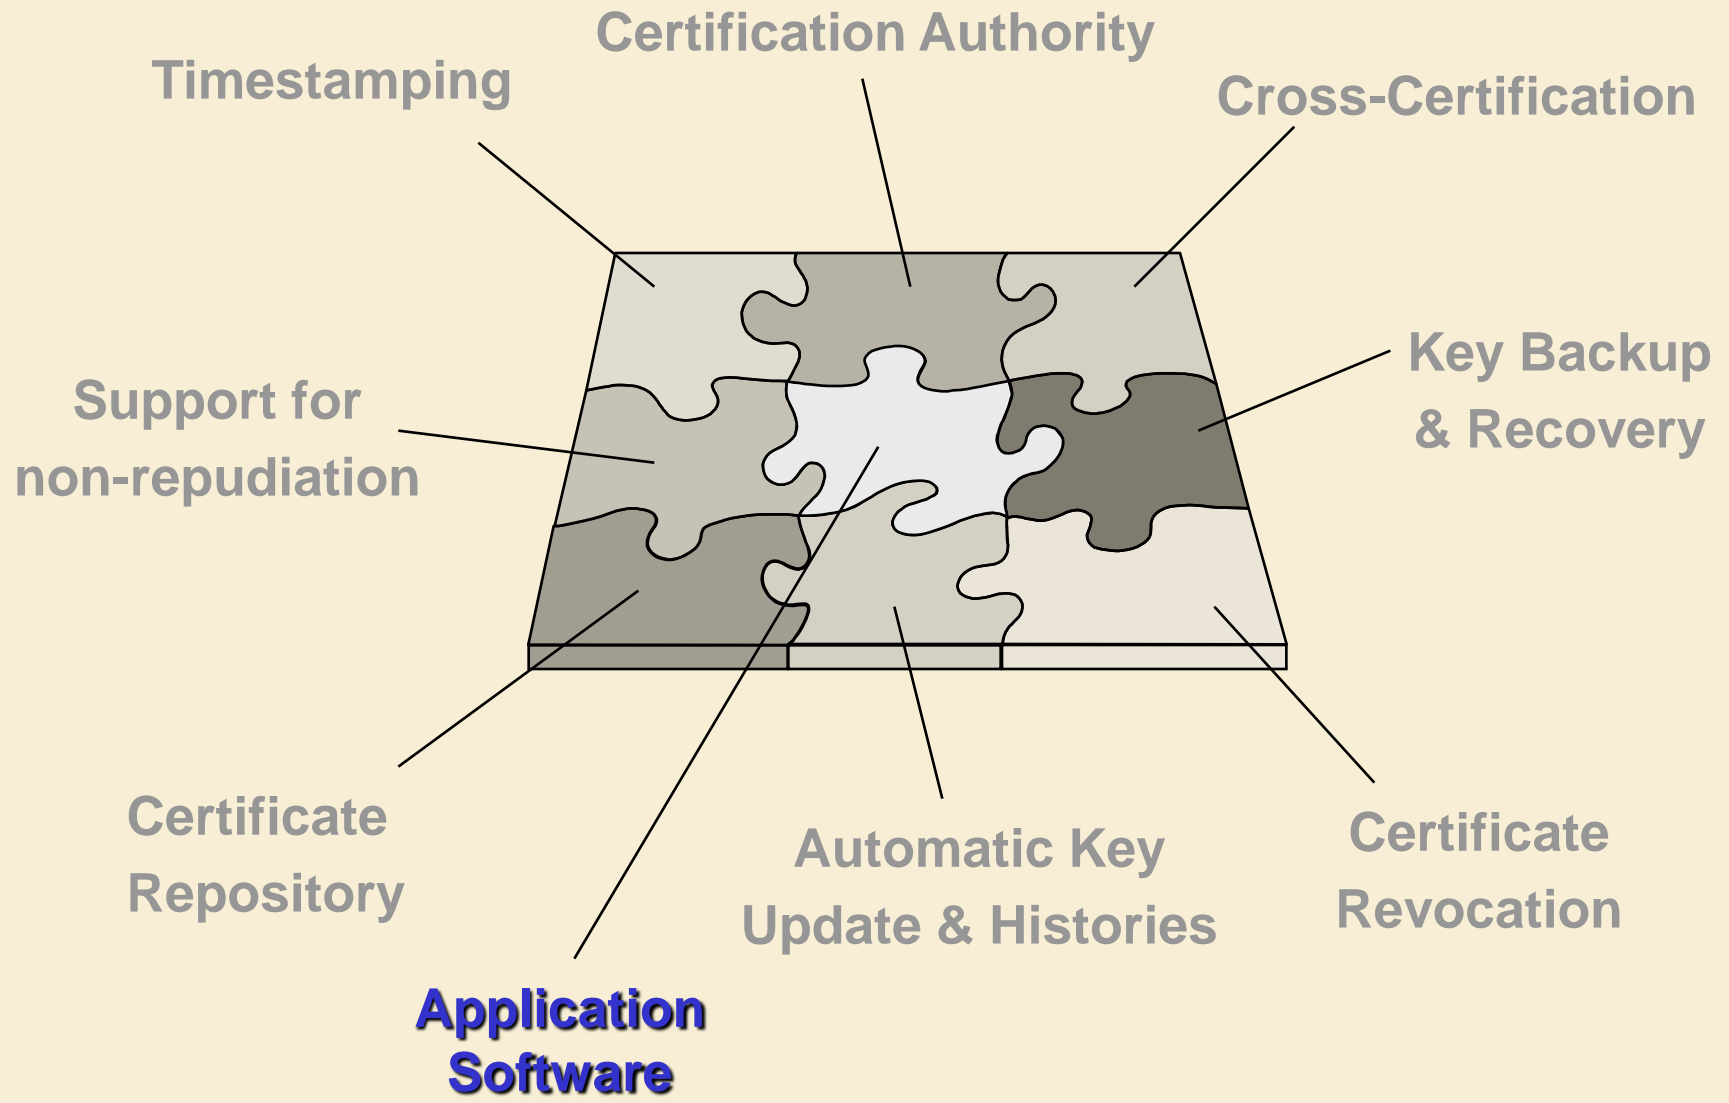 Certification Authority
Timestamping
Cross-Certification
Key Backup
& Recovery
Support for
non-repudiation
Certificate
Repository
Automatic Key
Update & Histories
Certificate
Revocation
Application
Software